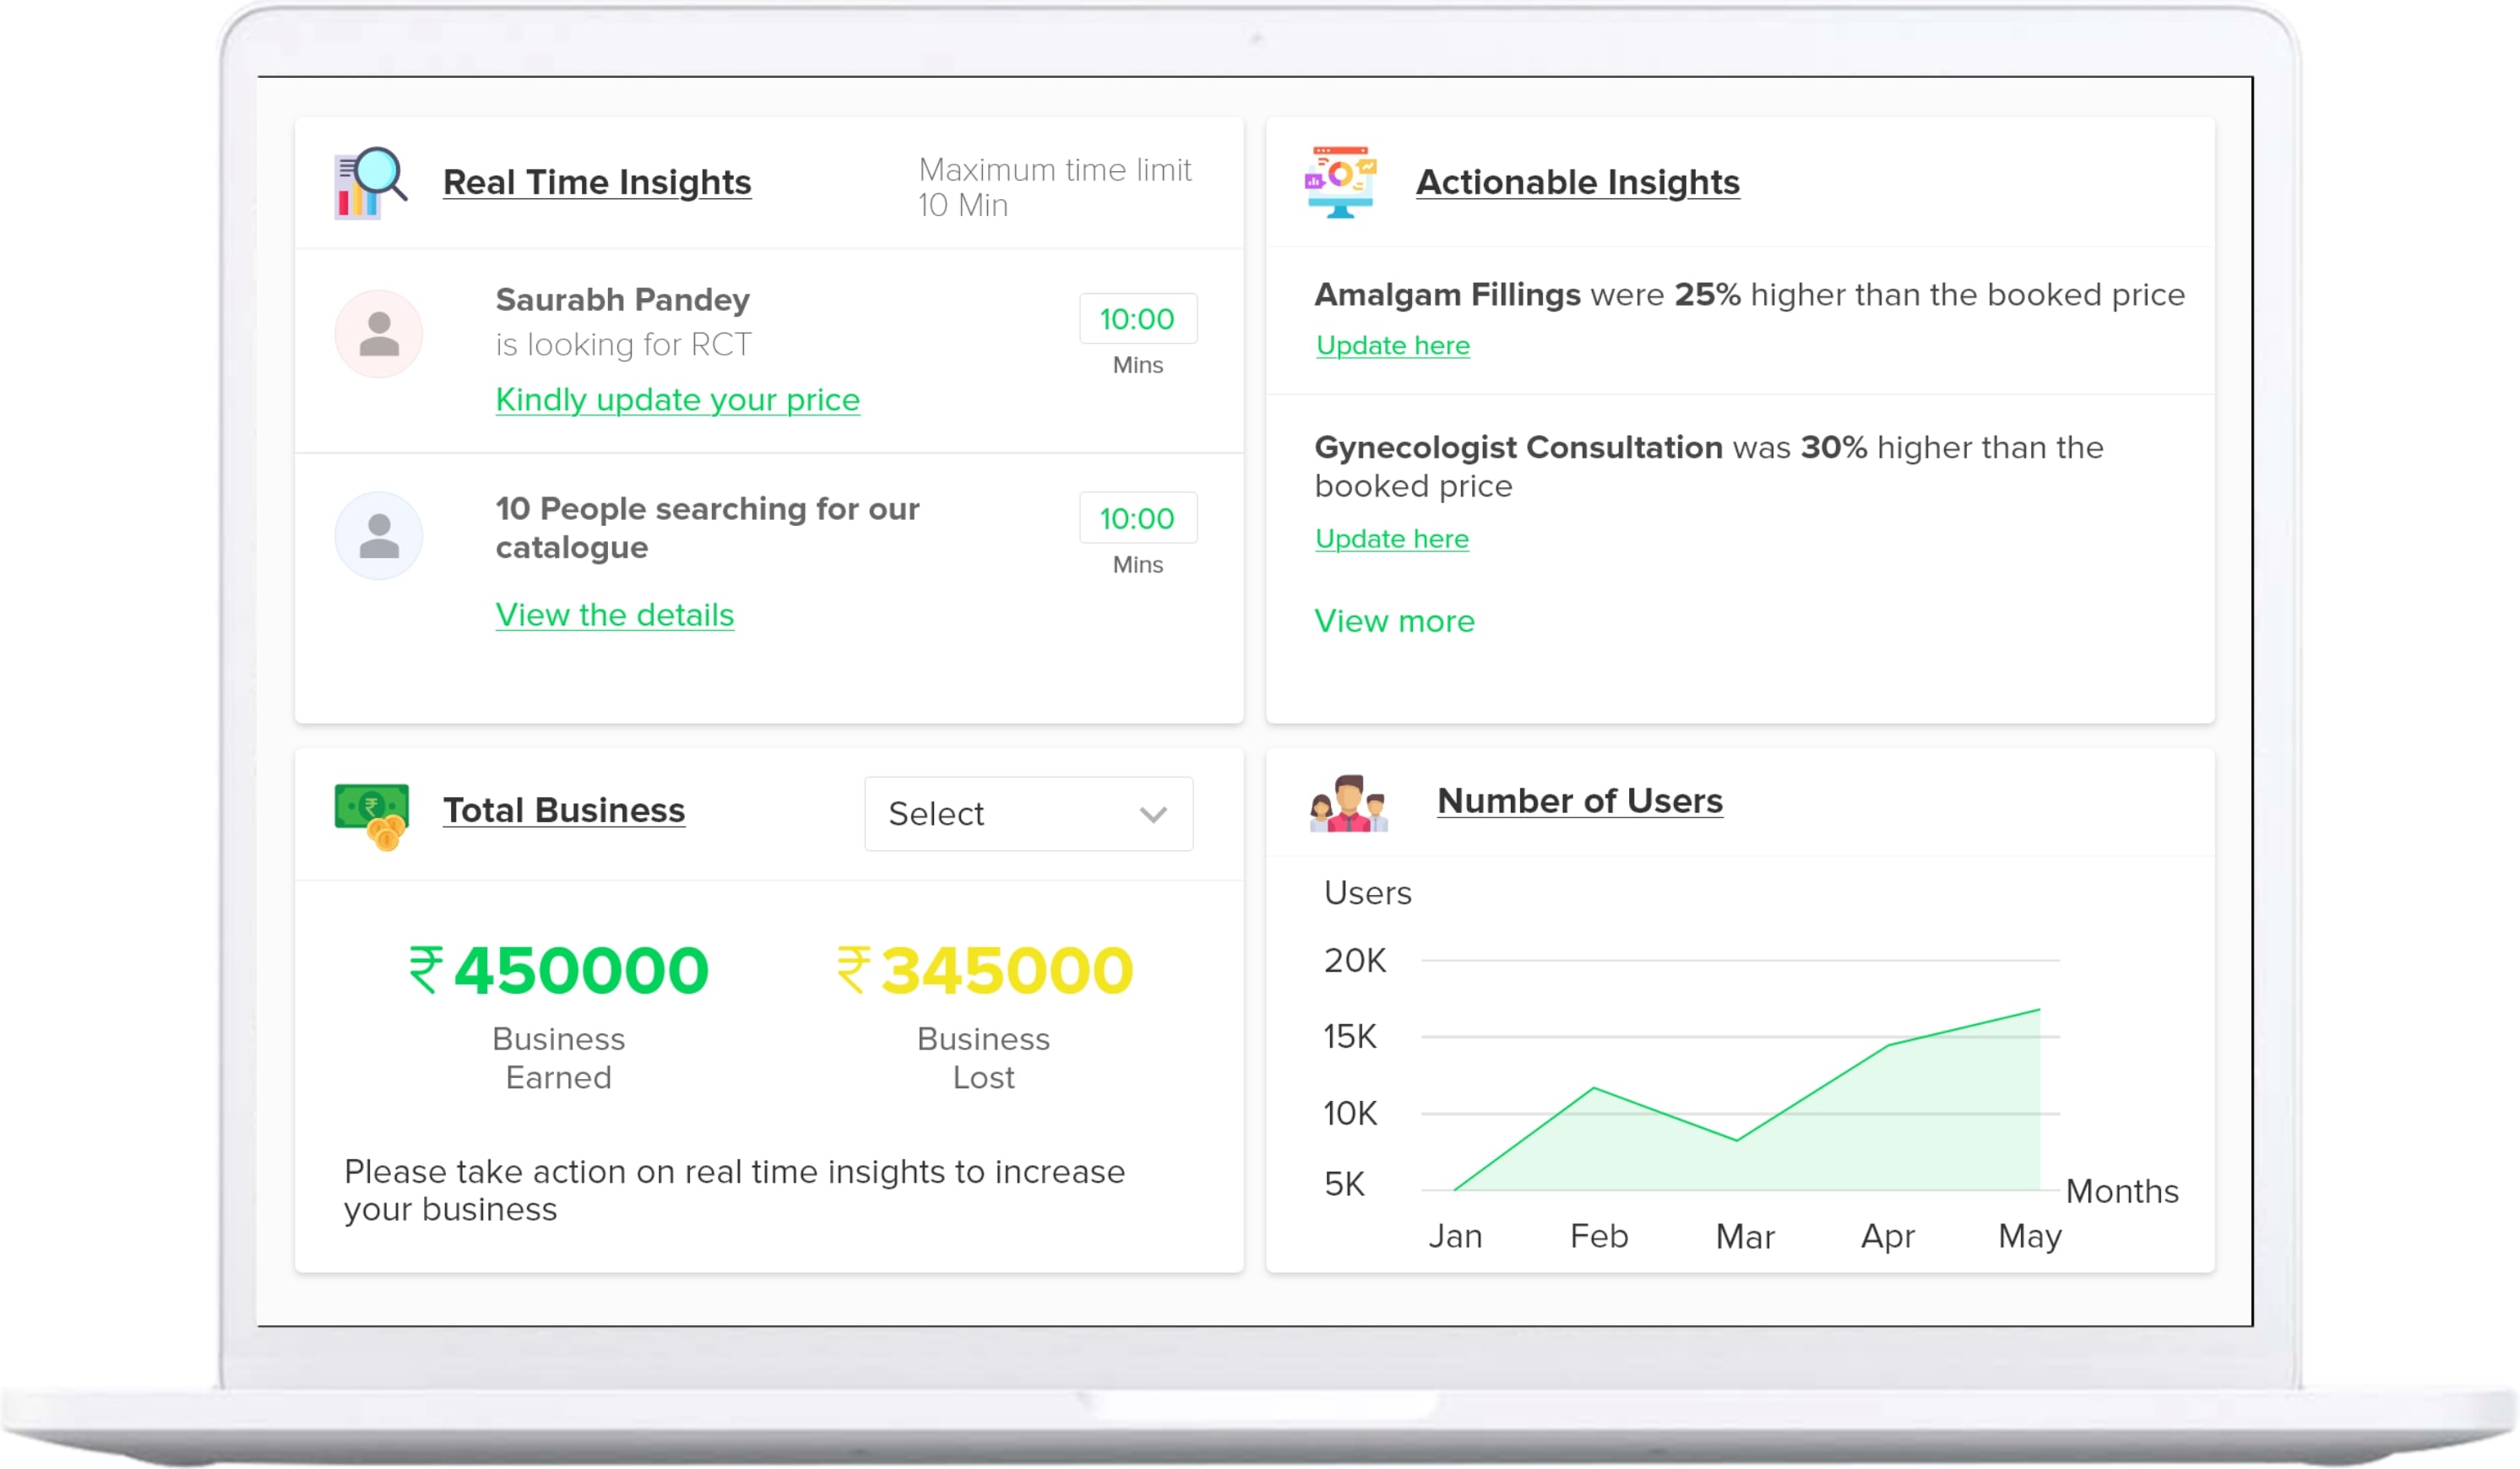 Real Time Insights
Maximum time limit
10 Min
Saurabh Pandey
is looking for RCT
Kindly update your price
10:00
Mins
10 People searching for our
catalogue
View the details
10:00
Mins
Actionable Insights
Amalgam Fillings were 25% higher than the booked price
Update here
Gynecologist Consultation was 30% higher than the
booked price
Update here
View more
Total Business
Select
₹450000
Business
Earned
₹345000
Business
Lost
Please take action on real time insights to increase
your business
Number of Users
Users
20K
15K
10K
5K
Months
Jan Feb Mar Apr May